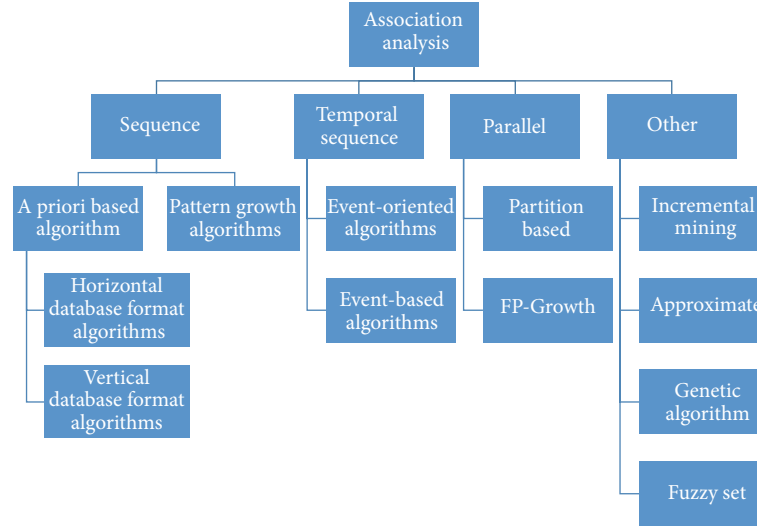 Association
analysis
Sequence
Temporal
sequence
Parallel
Other
A priori based
algorithm
Pattern growth
algorithms
Event-oriented
algorithms
Partition
based
Incremental
mining
Horizontal
database format
algorithms
Event-based
algorithms
FP-Growth
Approximate
Vertical
database format
algorithms
Genetic
algorithm
Fuzzy set